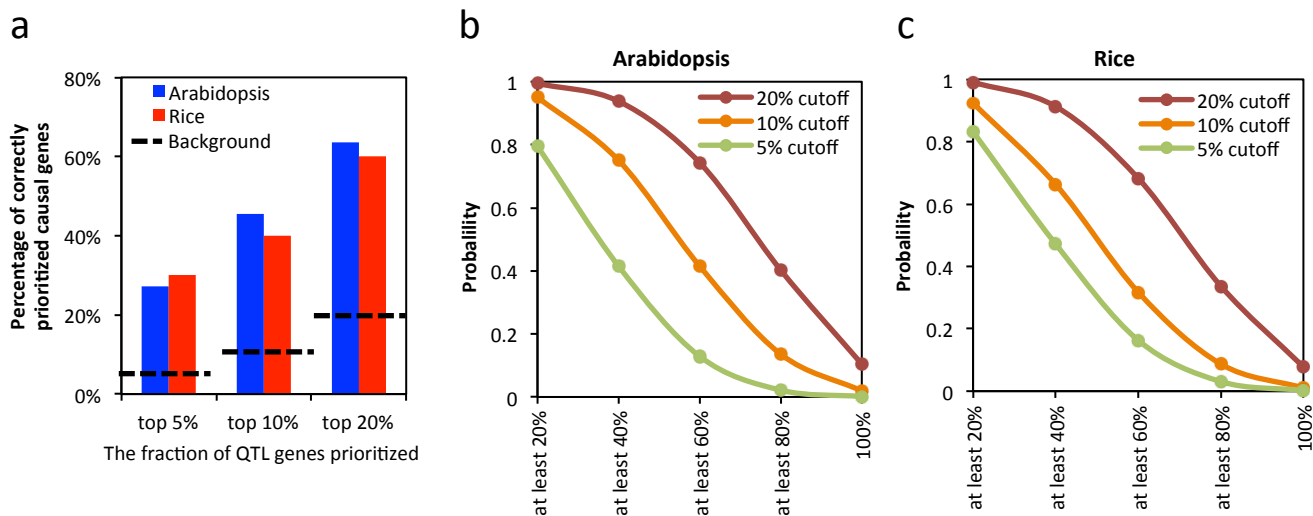 a
80%
60%
40%
20%
0%
Percentage of correctly
prioritized causal genes
Arabidopsis
Rice
Background
top 5%
top 10%
top 20%
The fraction of QTL genes prioritized
b
Arabidopsis
1
0.8
0.6
0.4
0.2
0
Probalility
20% cutoff
10% cutoff
5% cutoff
at least 20%
at least 40%
at least 60%
at least 80%
100%
c
Rice
1
0.8
0.6
0.4
0.2
0
Probalility
20% cutoff
10% cutoff
5% cutoff
at least 20%
at least 40%
at least 60%
at least 80%
100%